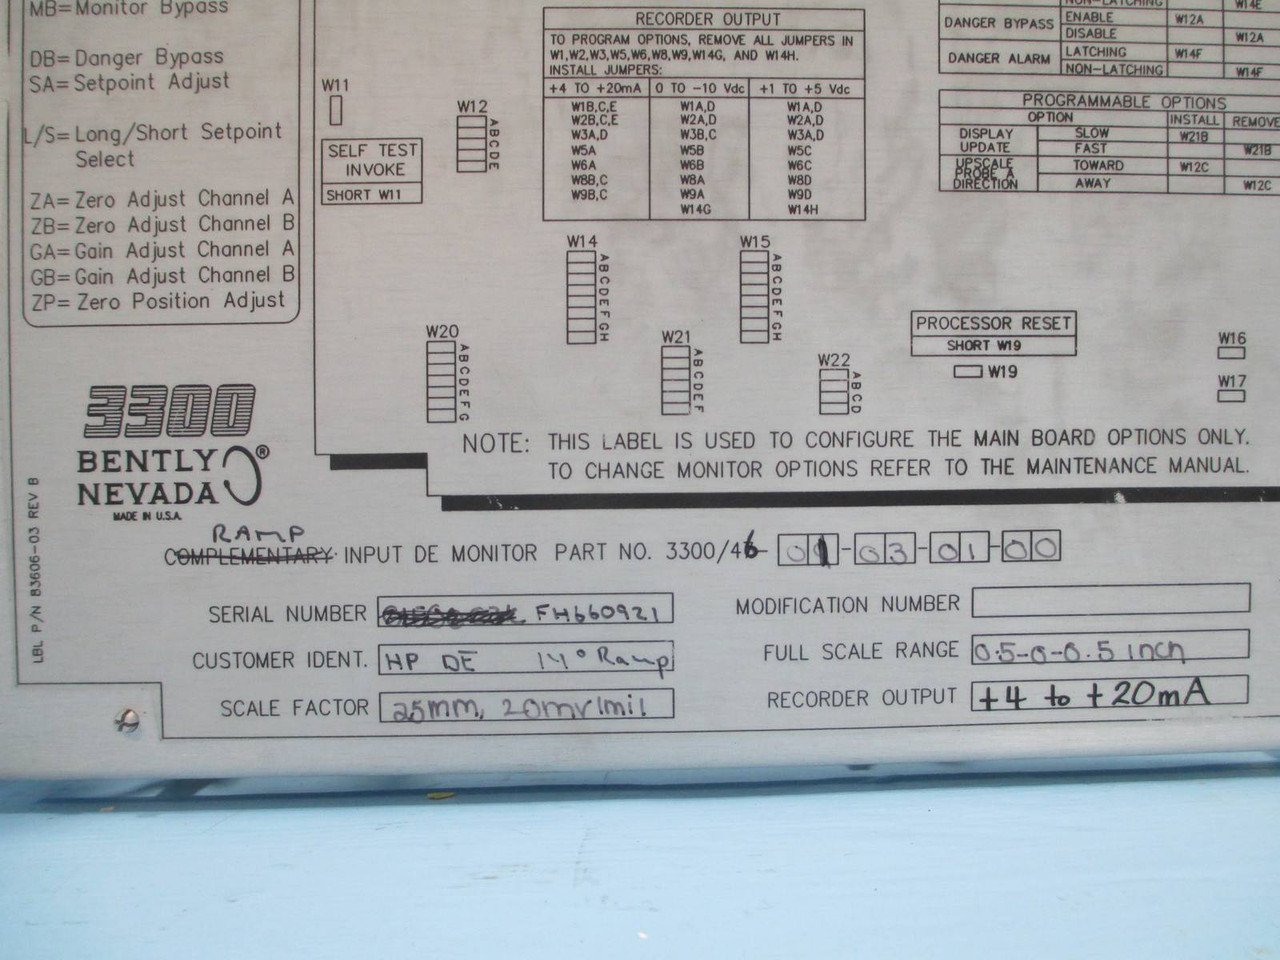 MB= Monitor Bypass
DB= Danger Bypass
SA= Setpoint Adjust
L/S= Long/Short Setpoint
Select
ZA= Zero Adjust Channel A
ZB= Zero Adjust Channel B
GA= Gain Adjust Channel A
GB= Gain Adjust Channel B
ZP= Zero Position Adjust
W11
SELF TEST
INVOKE
SHORT W11
W12
A
B
C
D
E
RECORDER OUTPUT
TO PROGRAM OPTIONS, REMOVE ALL JUMPERS IN
W1,W2,W3,W5,W6,W8,W9,W14G, AND W14H.
INSTALL JUMPERS:
+4 TO +20mA 0 TO -10 Vdc +1 TO +5 Vdc
W1B,C,E W1A,D W1A,D
W2B,C,E W2A,D W2A,D
W3A,D W3B,C W3A,D
W5A W5B W5C
W6A W6B W6C
W8B,C W8A W8D
W9B,C W9A W9D
W14G W14H
NON-LATCHING W14E
DANGER BYPASS ENABLE W12A
DISABLE W12A
DANGER ALARM LATCHING W14F
NON-LATCHING W14F
PROGRAMMABLE OPTIONS
OPTION INSTALL REMOVE
DISPLAY UPDATE SLOW W21B
FAST W21B
UPSCALE PROBE A DIRECTION TOWARD W12C
AWAY W12C
W14
A
B
C
D
E
F
G
H
W15
A
B
C
D
E
F
G
H
W20
A
B
C
D
E
F
G
W21
A
B
C
D
E
F
W22
A
B
C
D
PROCESSOR RESET
SHORT W19
W19
W16
W17
NOTE: THIS LABEL IS USED TO CONFIGURE THE MAIN BOARD OPTIONS ONLY.
TO CHANGE MONITOR OPTIONS REFER TO THE MAINTENANCE MANUAL.
3300
BENTLY
NEVADA ®
MADE IN U.S.A.
LBL P/N 83606-03 REV B
RAMP
COMPLEMENTARY INPUT DE MONITOR PART NO. 3300/46- 01-03-01-00
SERIAL NUMBER FH660921
MODIFICATION NUMBER
CUSTOMER IDENT. HP DE 14° Ramp
FULL SCALE RANGE 0.5-0-0.5 inch
SCALE FACTOR 25mm, 20mv/mil
RECORDER OUTPUT +4 to +20mA